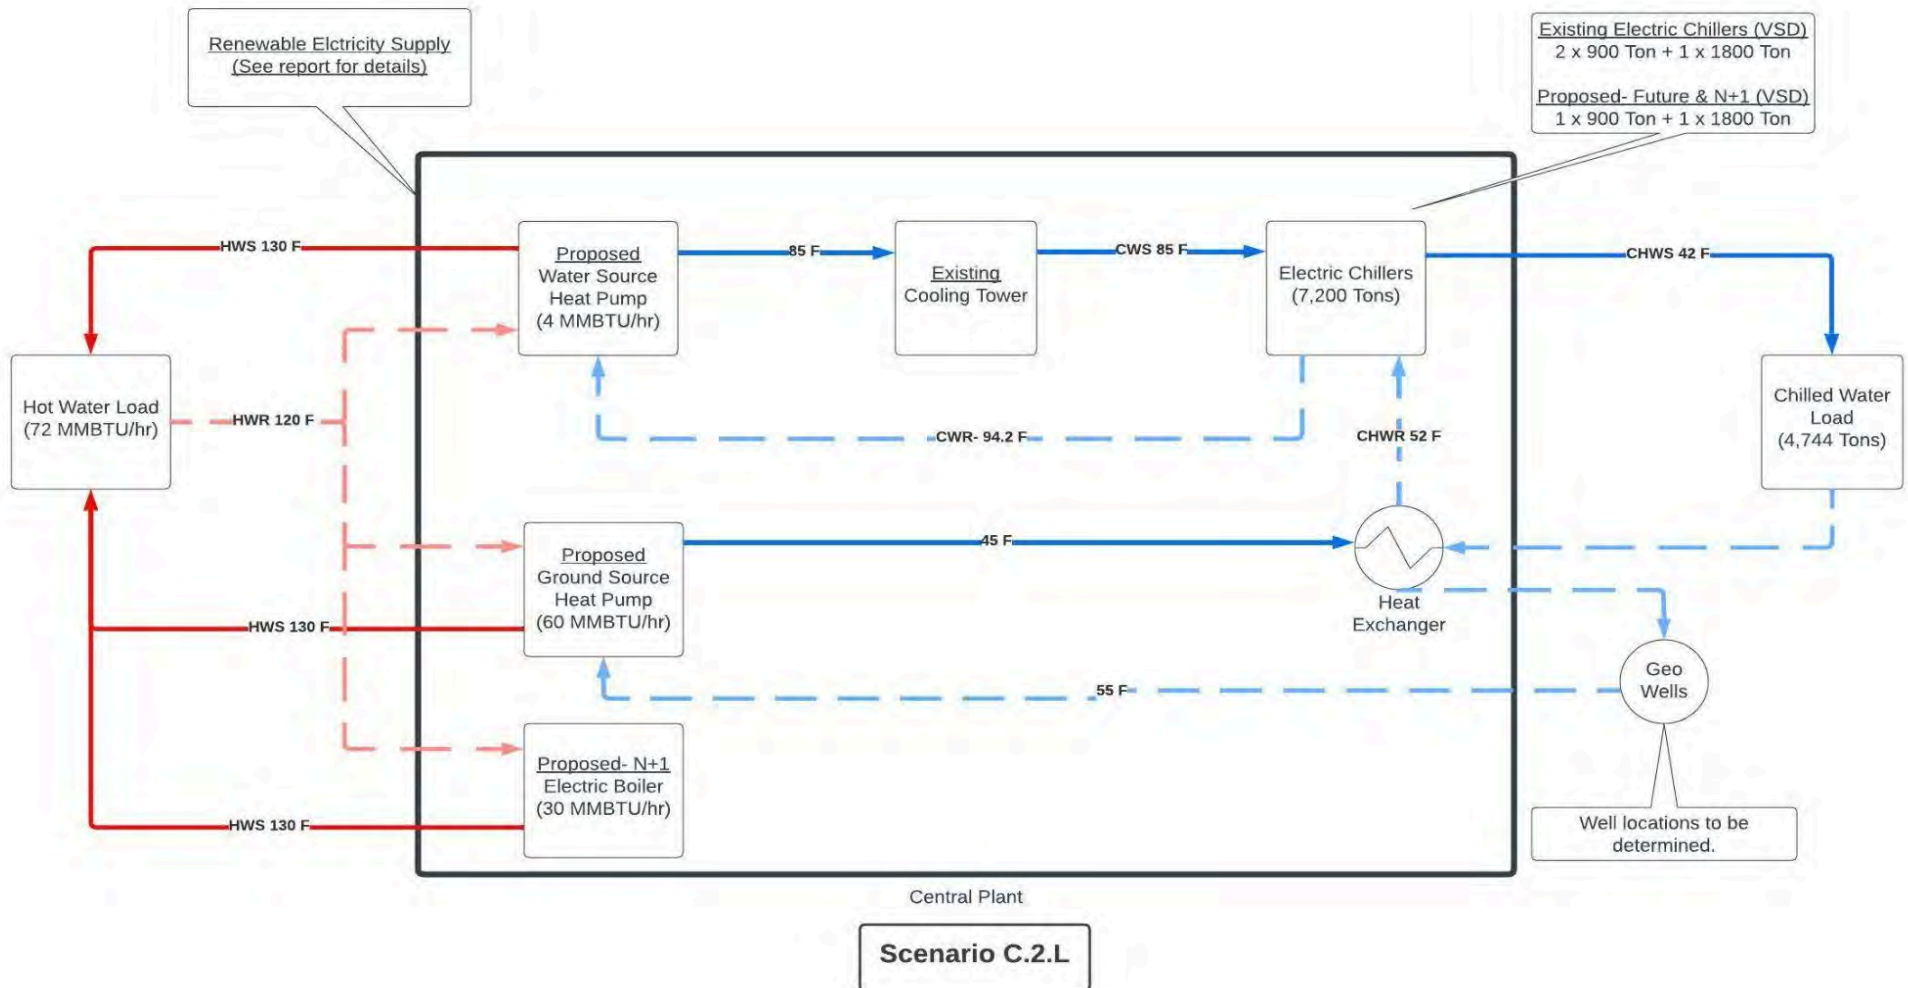 Renewable Elctricity Supply
(See report for details)
Existing Electric Chillers (VSD)
2 x 900 Ton + 1 x 1800 Ton
Proposed- Future & N+1 (VSD)
1 x 900 Ton + 1 x 1800 Ton
HWS 130 F
Proposed
Water Source
Heat Pump
(4 MMBTU/hr)
85 F
Existing
Cooling Tower
CWS 85 F
Electric Chillers
(7,200 Tons)
CHWS 42 F
Hot Water Load
(72 MMBTU/hr)
HWR 120 F
CWR- 94.2 F
CHWR 52 F
Chilled Water
Load
(4,744 Tons)
Proposed
Ground Source
Heat Pump
(60 MMBTU/hr)
45 F
Heat
Exchanger
HWS 130 F
55 F
Geo
Wells
Proposed- N+1
Electric Boiler
(30 MMBTU/hr)
HWS 130 F
Well locations to be
determined.
Central Plant
Scenario C.2.L